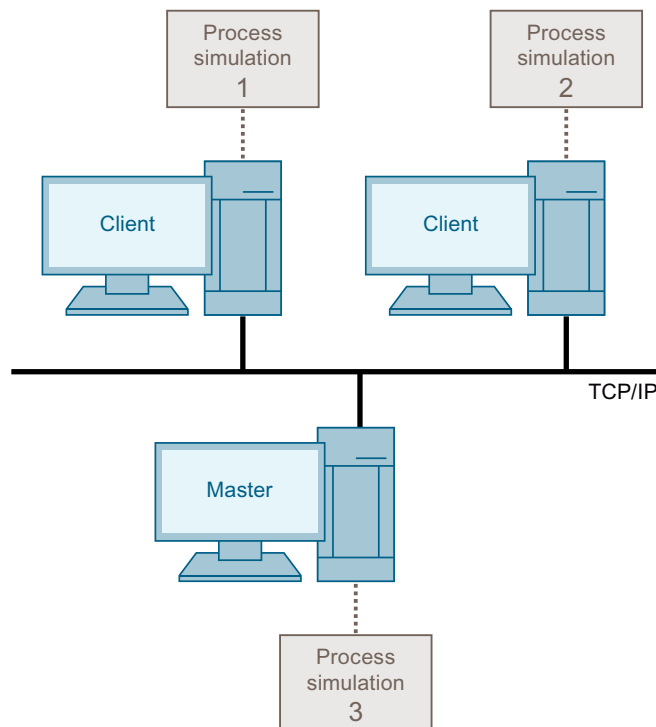 Process
simulation
1
Process
simulation
2
Client
Client
TCP/IP
Master
Process
simulation
3